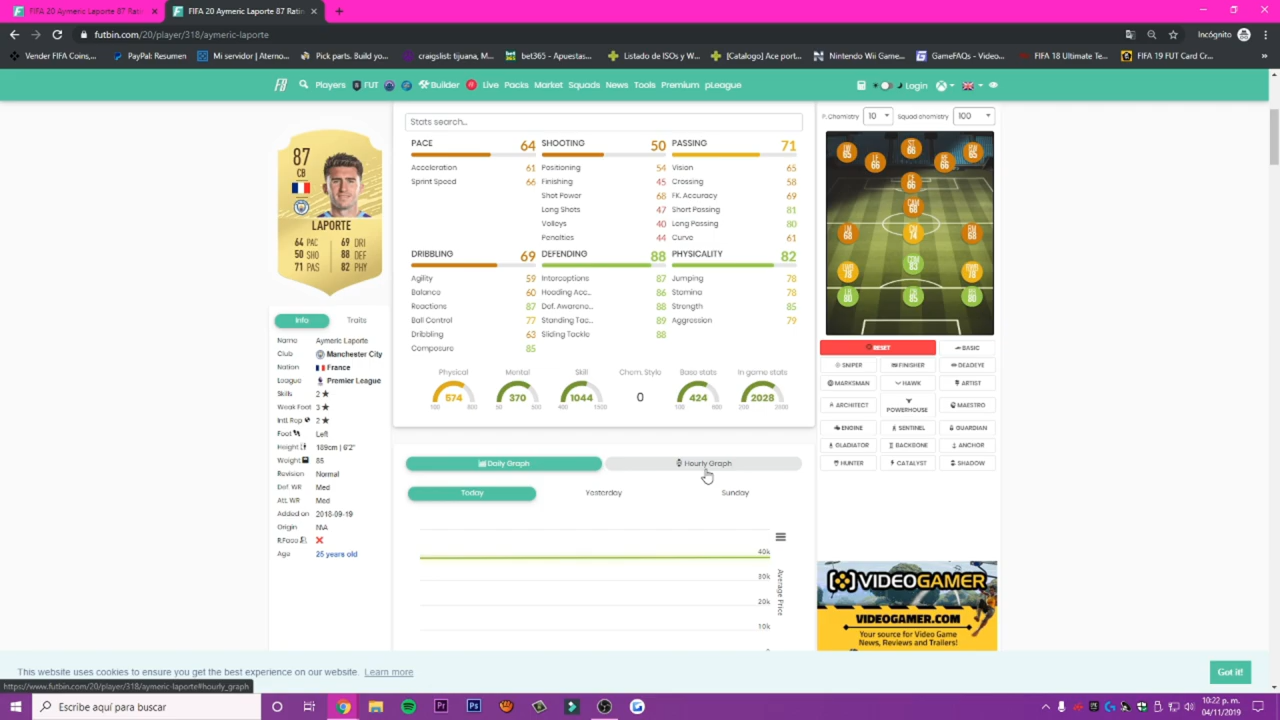 FIFA 20 Aymeric Laporte 87 Ratin
FIFA 20 Aymeric Laporte 87 Ratin
futbin.com/20/player/318/aymeric-laporte
Incógnito
Vender FIFA Coins,...
PayPal: Resumen
Mi servidor | Aterno...
Pick parts. Build yo...
craigslist: tijuana, M...
bet365 - Apuestas...
Listado de ISOs y W...
[Catalogo] Ace port...
Nintendo Wii Game...
GameFAQs - Video...
FIFA 18 Ultimate Te...
FIFA 19 FUT Card Cr...
Players FUT Builder Live Packs Market Squads News Tools Premium pLeague
Login
87
CB
LAPORTE
64 PAC 69 DRI
50 SHO 88 DEF
71 PAS 82 PHY
Info Traits
Name Aymeric Laporte
Club Manchester City
Nation France
League Premier League
Skills 2 ★
Weak Foot 3 ★
Intl.Rep 2 ★
Foot Left
Height 189cm | 6'2"
Weight 85
Revision Normal
Def. WR Med
Att. WR Med
Added on 2018-09-19
Origin N\A
R.Face
Age 25 years old
Stats search...
PACE 64 SHOOTING 50 PASSING 71
Acceleration 61 Positioning 54 Vision 65
Sprint Speed 66 Finishing 45 Crossing 58
Shot Power 68 FK. Accuracy 69
Long Shots 47 Short Passing 81
Volleys 40 Long Passing 80
Penalties 44 Curve 61
DRIBBLING 69 DEFENDING 88 PHYSICALITY 82
Agility 59 Interceptions 87 Jumping 78
Balance 60 Heading Acc... 86 Stamina 78
Reactions 87 Def. Awarene... 88 Strength 85
Ball Control 77 Standing Tac... 89 Aggression 79
Dribbling 63 Sliding Tackle 88
Composure 85
Physical Mental Skill Chem. Style Base stats In game stats
574 370 1044 0 424 2028
Daily Graph Hourly Graph
Today Yesterday Sunday
40k
30k
20k
10k
Average Price
P. Chemistry 10 Squad chemistry 100
66
66 66
CAM 68
CM 74
CDM 83
RESET BASIC
SNIPER FINISHER DEADEYE
MARKSMAN HAWK ARTIST
ARCHITECT POWERHOUSE MAESTRO
ENGINE SENTINEL GUARDIAN
GLADIATOR BACKBONE ANCHOR
HUNTER CATALYST SHADOW
VIDEOGAMER
VIDEOGAMER.COM
Your source for Video Game
News, Reviews and Trailers!
This website uses cookies to ensure you get the best experience on our website. Learn more
Got it!
https://www.futbin.com/20/player/318/aymeric-laporte#hourly_graph
Escribe aquí para buscar
10:22 p. m.
04/11/2019